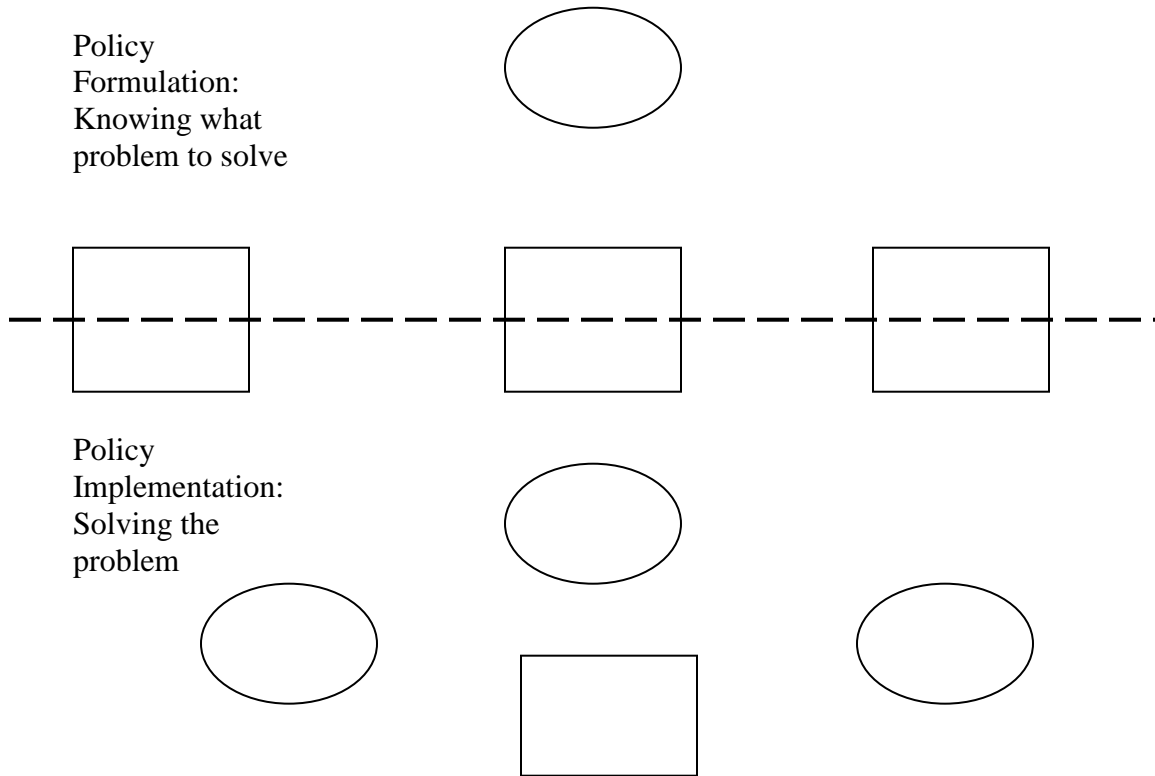 Policy
Formulation:
Knowing what
problem to solve
Policy
Implementation:
Solving the
problem